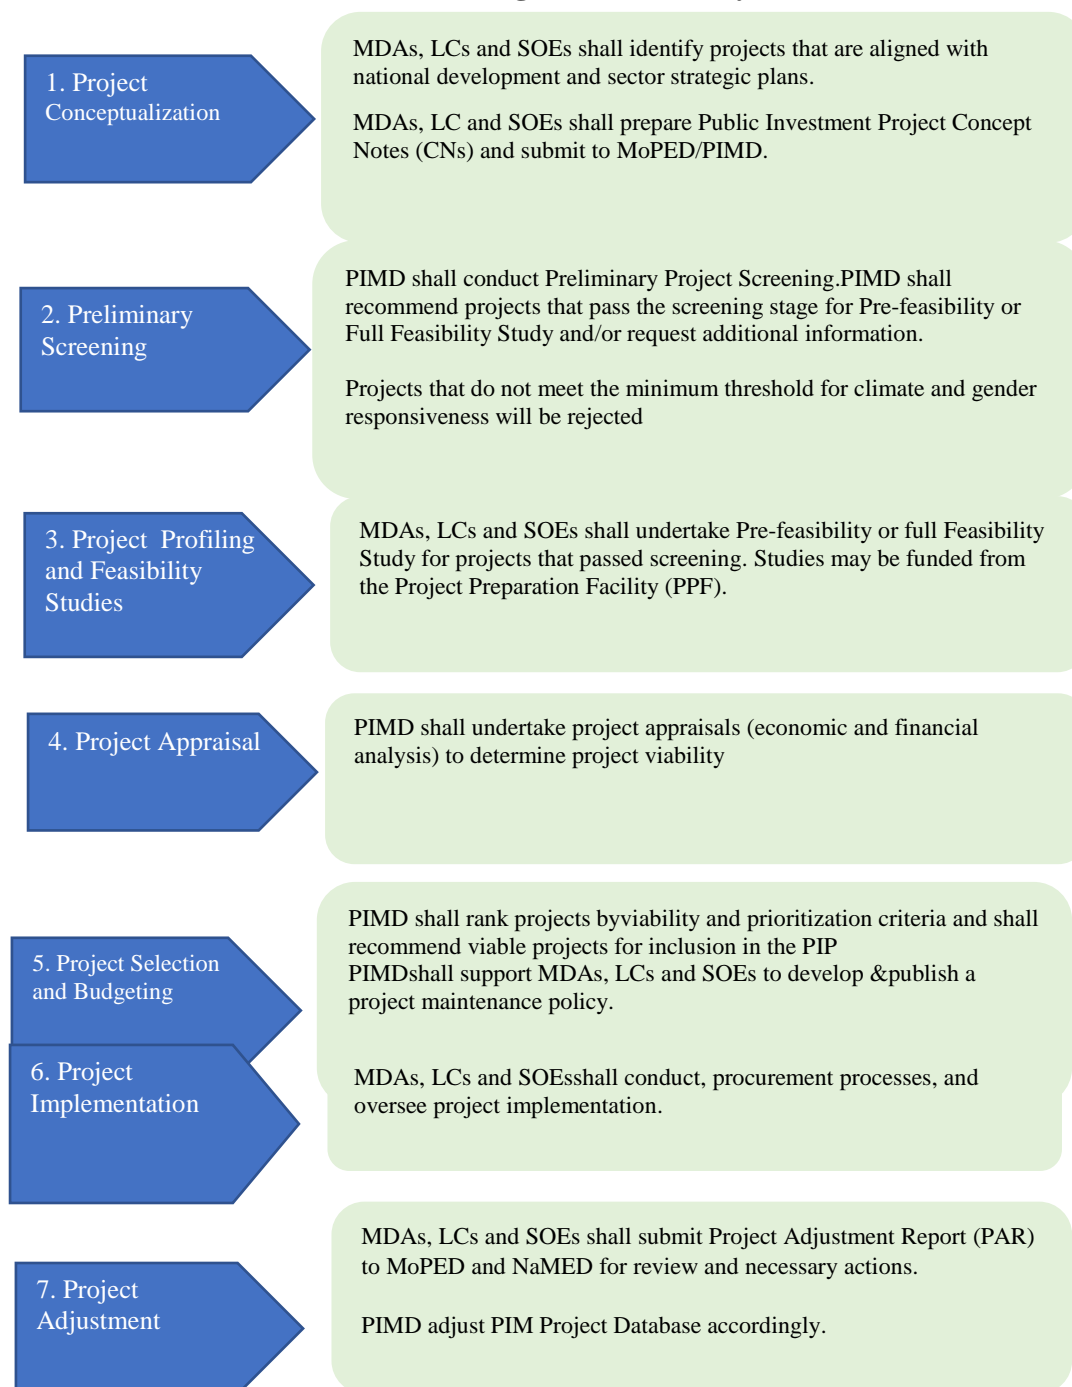 1. Project
Conceptualization
MDAs, LCs and SOEs shall identify projects that are aligned with
national development and sector strategic plans.
MDAs, LC and SOEs shall prepare Public Investment Project Concept
Notes (CNs) and submit to MoPED/PIMD.
2. Preliminary
Screening
PIMD shall conduct Preliminary Project Screening.PIMD shall
recommend projects that pass the screening stage for Pre-feasibility or
Full Feasibility Study and/or request additional information.
Projects that do not meet the minimum threshold for climate and gender
responsiveness will be rejected
3. Project  Profiling
and Feasibility
Studies
MDAs, LCs and SOEs shall undertake Pre-feasibility or full Feasibility
Study for projects that passed screening. Studies may be funded from
the Project Preparation Facility (PPF).
4. Project Appraisal
PIMD shall undertake project appraisals (economic and financial
analysis) to determine project viability
5. Project Selection
and Budgeting
PIMD shall rank projects byviability and prioritization criteria and shall
recommend viable projects for inclusion in the PIP
PIMDshall support MDAs, LCs and SOEs to develop &publish a
project maintenance policy.
6. Project
Implementation
MDAs, LCs and SOEsshall conduct, procurement processes, and
oversee project implementation.
7. Project
Adjustment
MDAs, LCs and SOEs shall submit Project Adjustment Report (PAR)
to MoPED and NaMED for review and necessary actions.
PIMD adjust PIM Project Database accordingly.